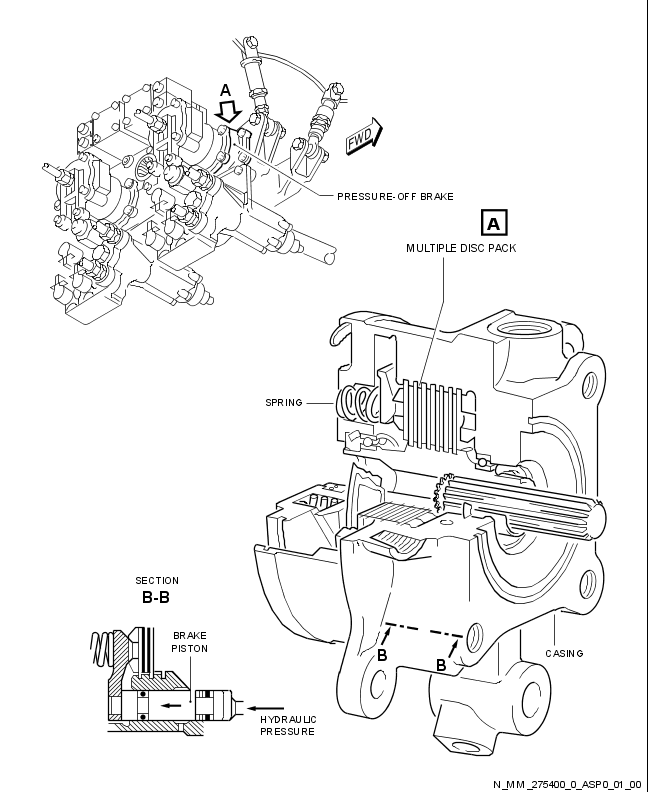 A
FWD
PRESSURE-OFF BRAKE
A
MULTIPLE DISC PACK
SPRING
SECTION
B-B
BRAKE
PISTON
B
B
CASING
HYDRAULIC
PRESSURE
N_MM_275400_0_ASP0_01_00